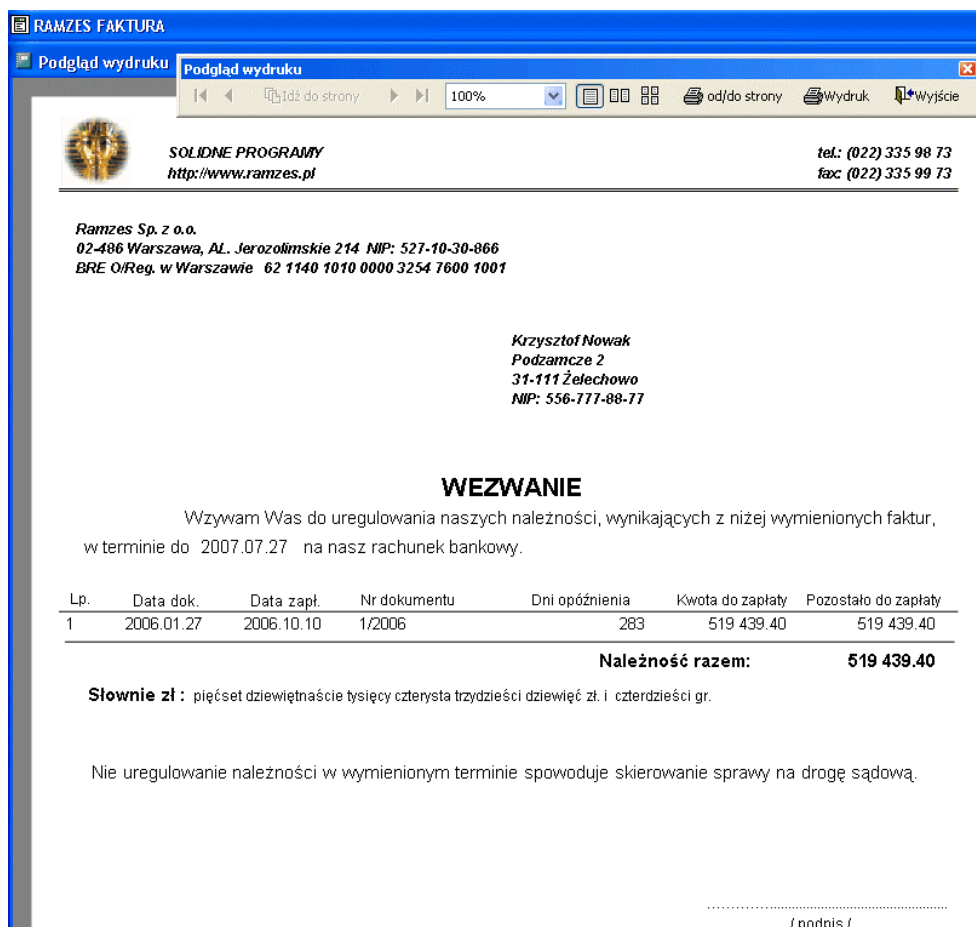 RAMZES FAKTURA
Podgląd wydruku
Podgląd wydruku
Idź do strony 100% od/do strony Wydruk Wyjście
SOLIDNE PROGRAMY tel.: (022) 335 98 73
http://www.ramzes.pl fax: (022) 335 99 73
Ramzes Sp. z o.o.
02-486 Warszawa, AL. Jerozolimskie 214 NIP: 527-10-30-866
BRE O/Reg. w Warszawie 62 1140 1010 0000 3254 7600 1001
Krzysztof Nowak
Podzamcze 2
31-111 Żelechowo
NIP: 556-777-88-77
WEZWANIE
Wzywam Was do uregulowania naszych należności, wynikających z niżej wymienionych faktur,
w terminie do 2007.07.27 na nasz rachunek bankowy.
Lp. Data dok. Data zapł. Nr dokumentu Dni opóźnienia Kwota do zapłaty Pozostało do zapłaty
1 2006.01.27 2006.10.10 1/2006 283 519 439.40 519 439.40
Należność razem: 519 439.40
Słownie zł : pięćset dziewiętnaście tysięcy czterysta trzydzieści dziewięć zł. i czterdzieści gr.
Nie uregulowanie należności w wymienionym terminie spowoduje skierowanie sprawy na drogę sądową.
/ podpis /